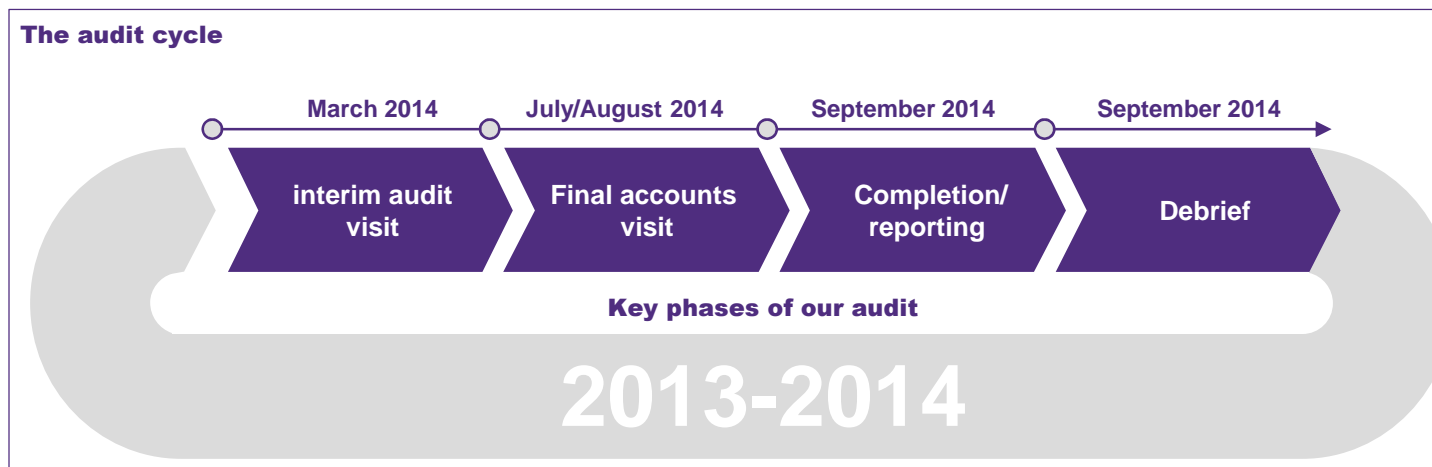 The audit cycle
March 2014
July/August 2014
September 2014
September 2014
interim audit
visit
Final accounts
visit
Completion/
reporting
Debrief
Key phases of our audit
2013-2014